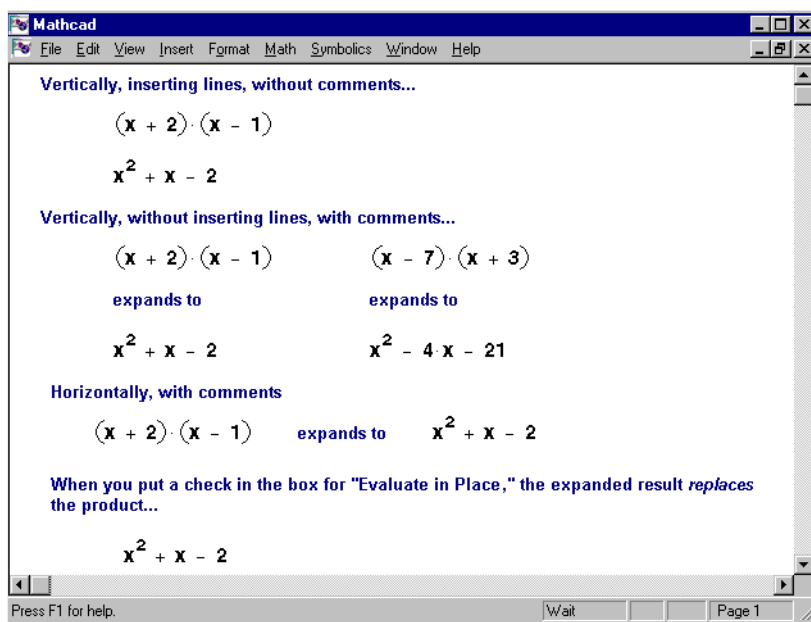 Mathcad
File Edit View Insert Format Math Symbolics Window Help
Vertically, inserting lines, without comments...
(x + 2)·(x − 1)
x² + x − 2
Vertically, without inserting lines, with comments...
(x + 2)·(x − 1) (x − 7)·(x + 3)
expands to expands to
x² + x − 2 x² − 4·x − 21
Horizontally, with comments
(x + 2)·(x − 1) expands to x² + x − 2
When you put a check in the box for "Evaluate in Place," the expanded result replaces
the product...
x² + x − 2
Press F1 for help. Wait Page 1